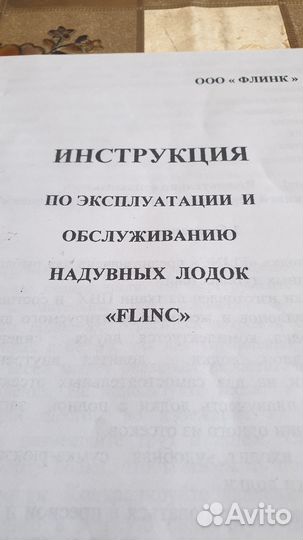 ООО « ФЛИНК »
ИНСТРУКЦИЯ
ПО ЭКСПЛУАТАЦИИ И
ОБСЛУЖИВАНИЮ
НАДУВНЫХ ЛОДОК
«FLINC»
Avito